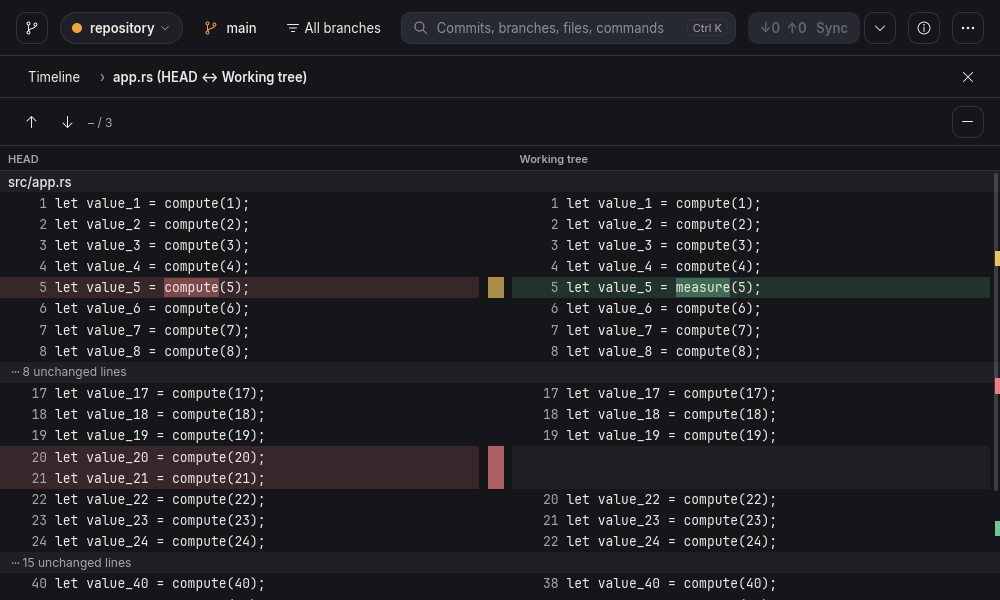 repository main All branches Commits, branches, files, commands Ctrl K ↓0 ↑0 Sync
Timeline › app.rs (HEAD ↔ Working tree)
– / 3
HEAD Working tree
src/app.rs
1 let value_1 = compute(1); 1 let value_1 = compute(1);
2 let value_2 = compute(2); 2 let value_2 = compute(2);
3 let value_3 = compute(3); 3 let value_3 = compute(3);
4 let value_4 = compute(4); 4 let value_4 = compute(4);
5 let value_5 = compute(5); 5 let value_5 = measure(5);
6 let value_6 = compute(6); 6 let value_6 = compute(6);
7 let value_7 = compute(7); 7 let value_7 = compute(7);
8 let value_8 = compute(8); 8 let value_8 = compute(8);
··· 8 unchanged lines
17 let value_17 = compute(17); 17 let value_17 = compute(17);
18 let value_18 = compute(18); 18 let value_18 = compute(18);
19 let value_19 = compute(19); 19 let value_19 = compute(19);
20 let value_20 = compute(20);
21 let value_21 = compute(21);
22 let value_22 = compute(22); 20 let value_22 = compute(22);
23 let value_23 = compute(23); 21 let value_23 = compute(23);
24 let value_24 = compute(24); 22 let value_24 = compute(24);
··· 15 unchanged lines
40 let value_40 = compute(40); 38 let value_40 = compute(40);